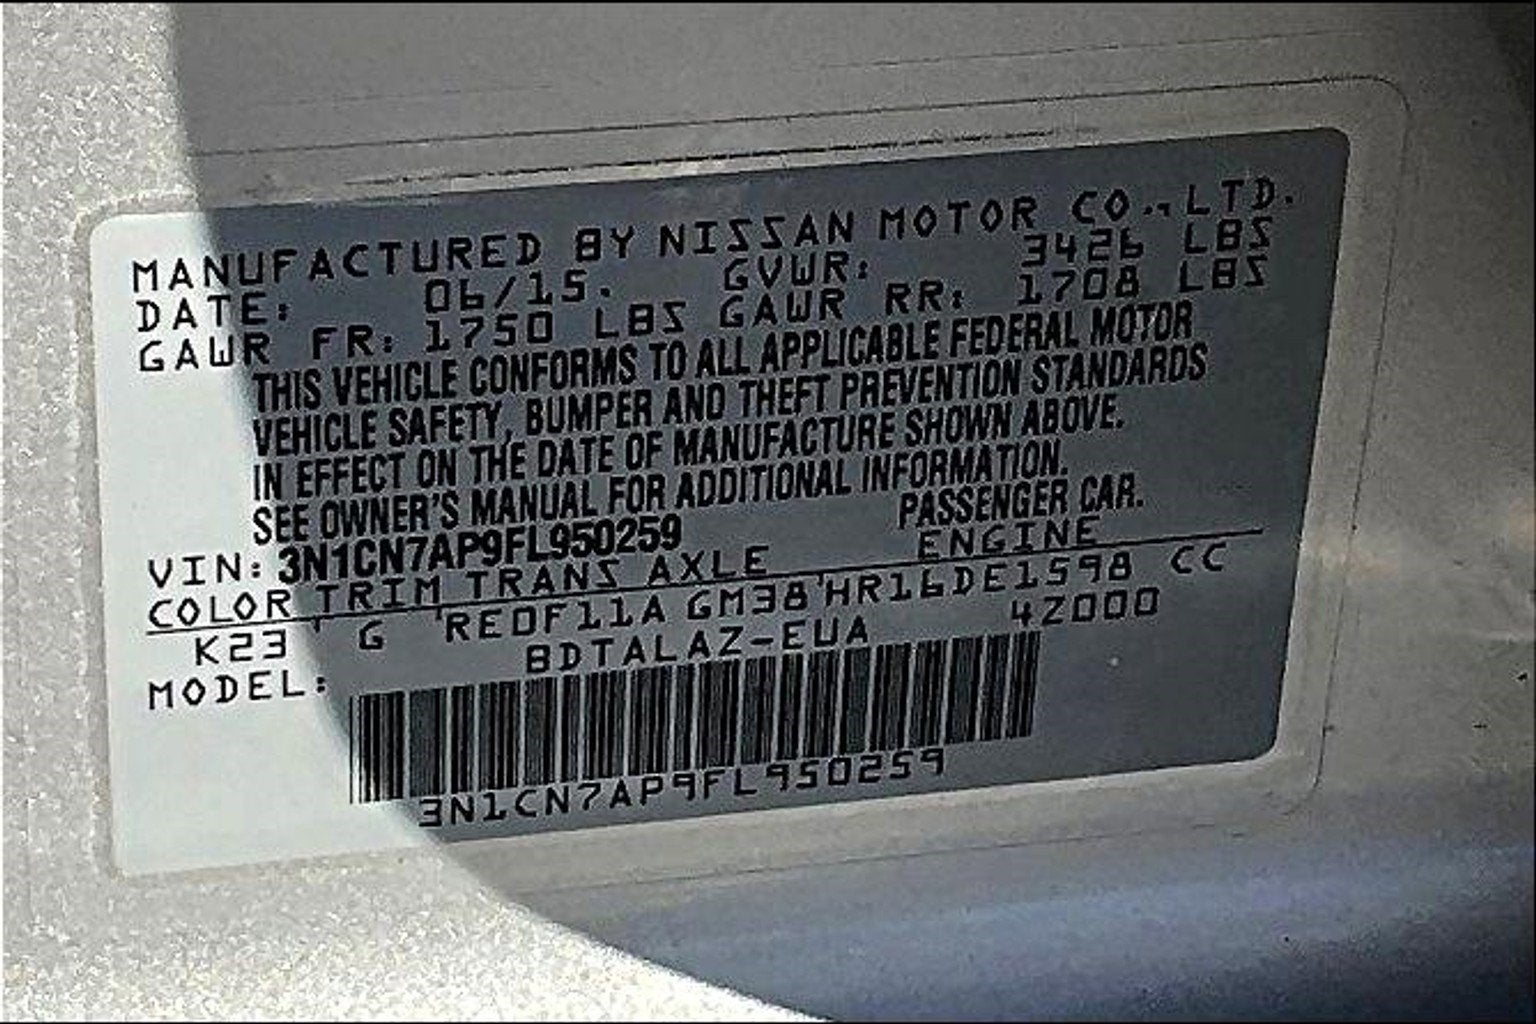 MANUFACTURED BY NISSAN MOTOR CO., LTD.
DATE: 06/15. GVWR: 3426 LBS
GAWR FR: 1750 LBS GAWR RR: 1708 LBS
THIS VEHICLE CONFORMS TO ALL APPLICABLE FEDERAL MOTOR
VEHICLE SAFETY, BUMPER AND THEFT PREVENTION STANDARDS
IN EFFECT ON THE DATE OF MANUFACTURE SHOWN ABOVE.
SEE OWNER'S MANUAL FOR ADDITIONAL INFORMATION.
VIN: 3N1CN7AP9FL950259 PASSENGER CAR.
COLOR TRIM TRANS AXLE ENGINE
K23 G RE0F11A GM38 HR16DE1598 CC
MODEL: BDTALAZ-EUA 4Z000
3N1CN7AP9FL950259